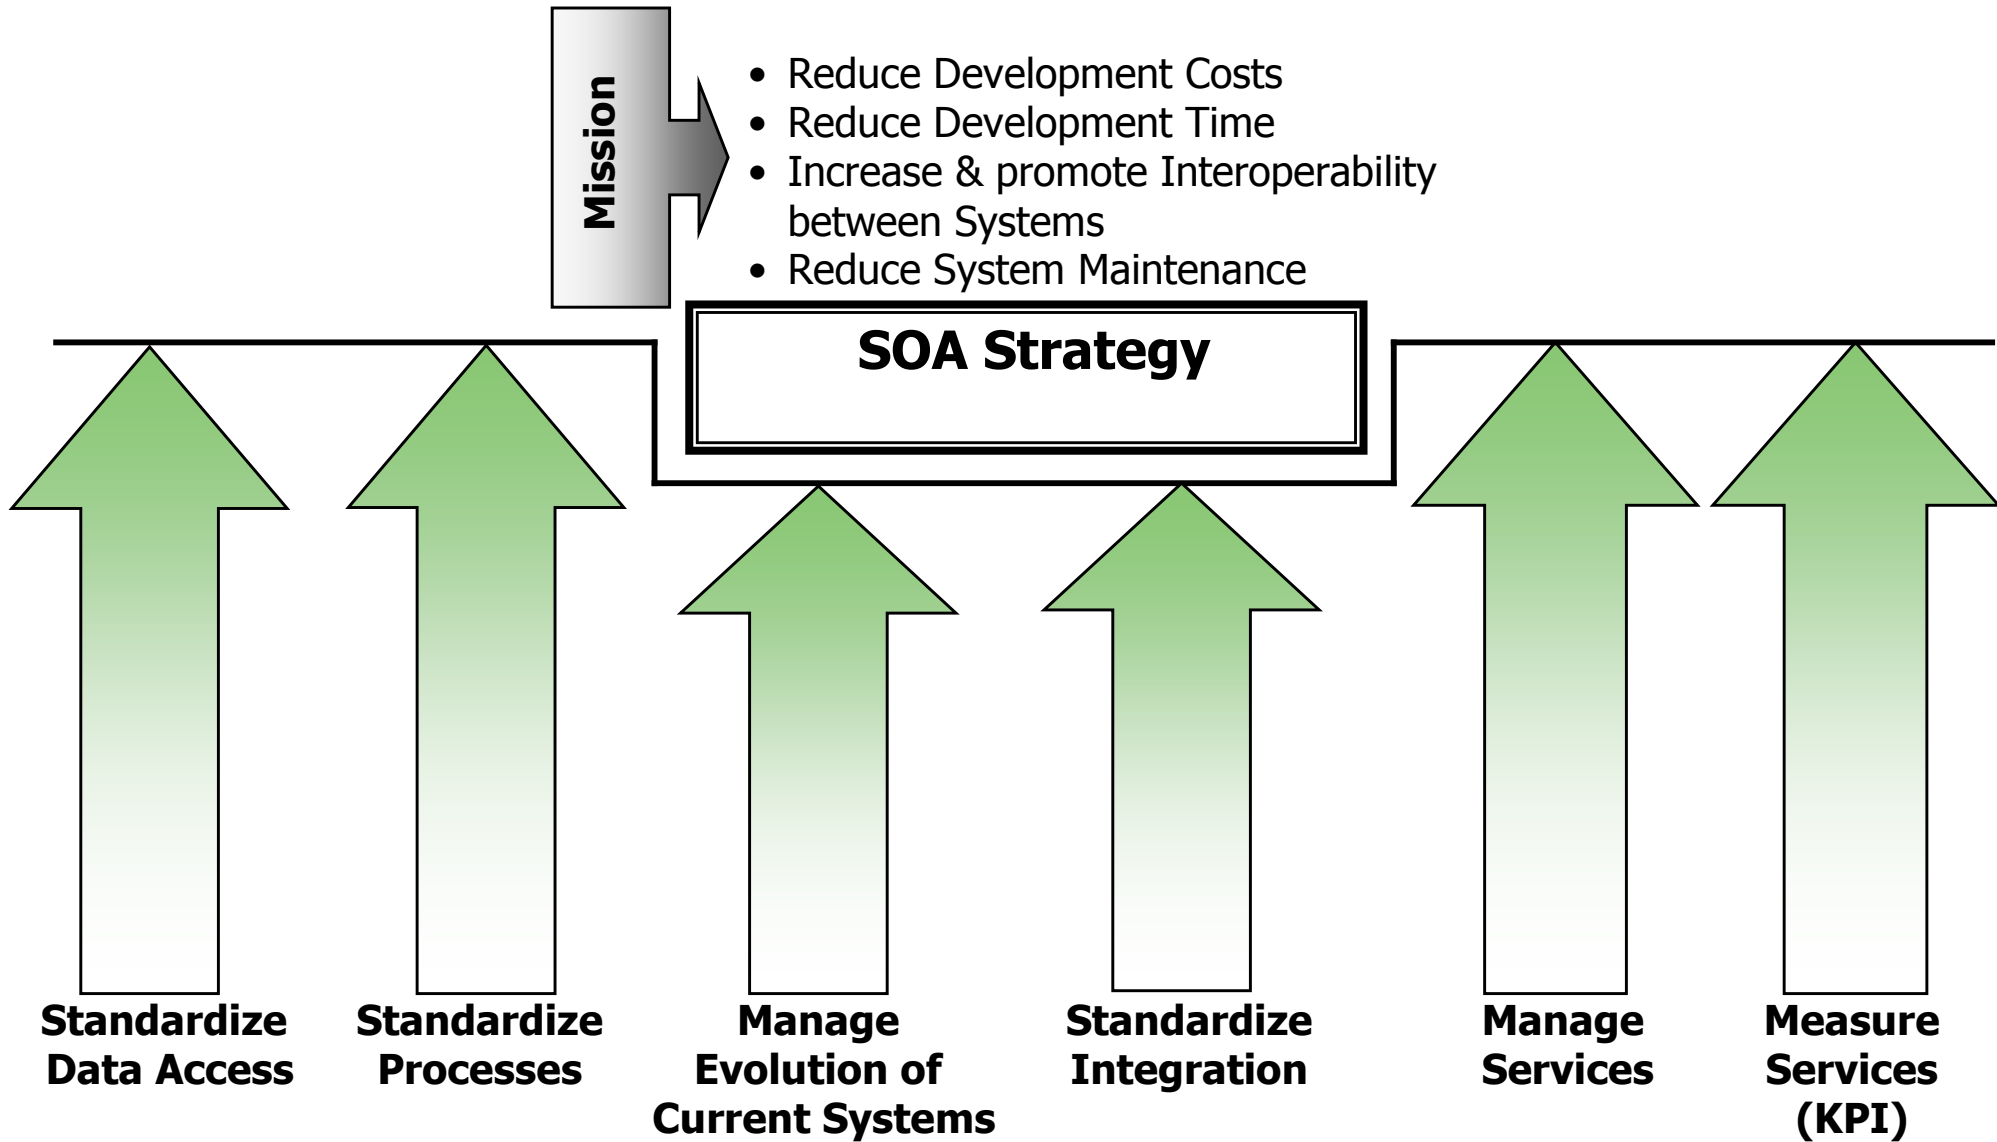 Mission
• Reduce Development Costs
• Reduce Development Time
• Increase & promote Interoperability
between Systems
• Reduce System Maintenance
SOA Strategy
Standardize
Data Access
Standardize
Processes
Manage
Evolution of
Current Systems
Standardize
Integration
Manage
Services
Measure
Services
(KPI)